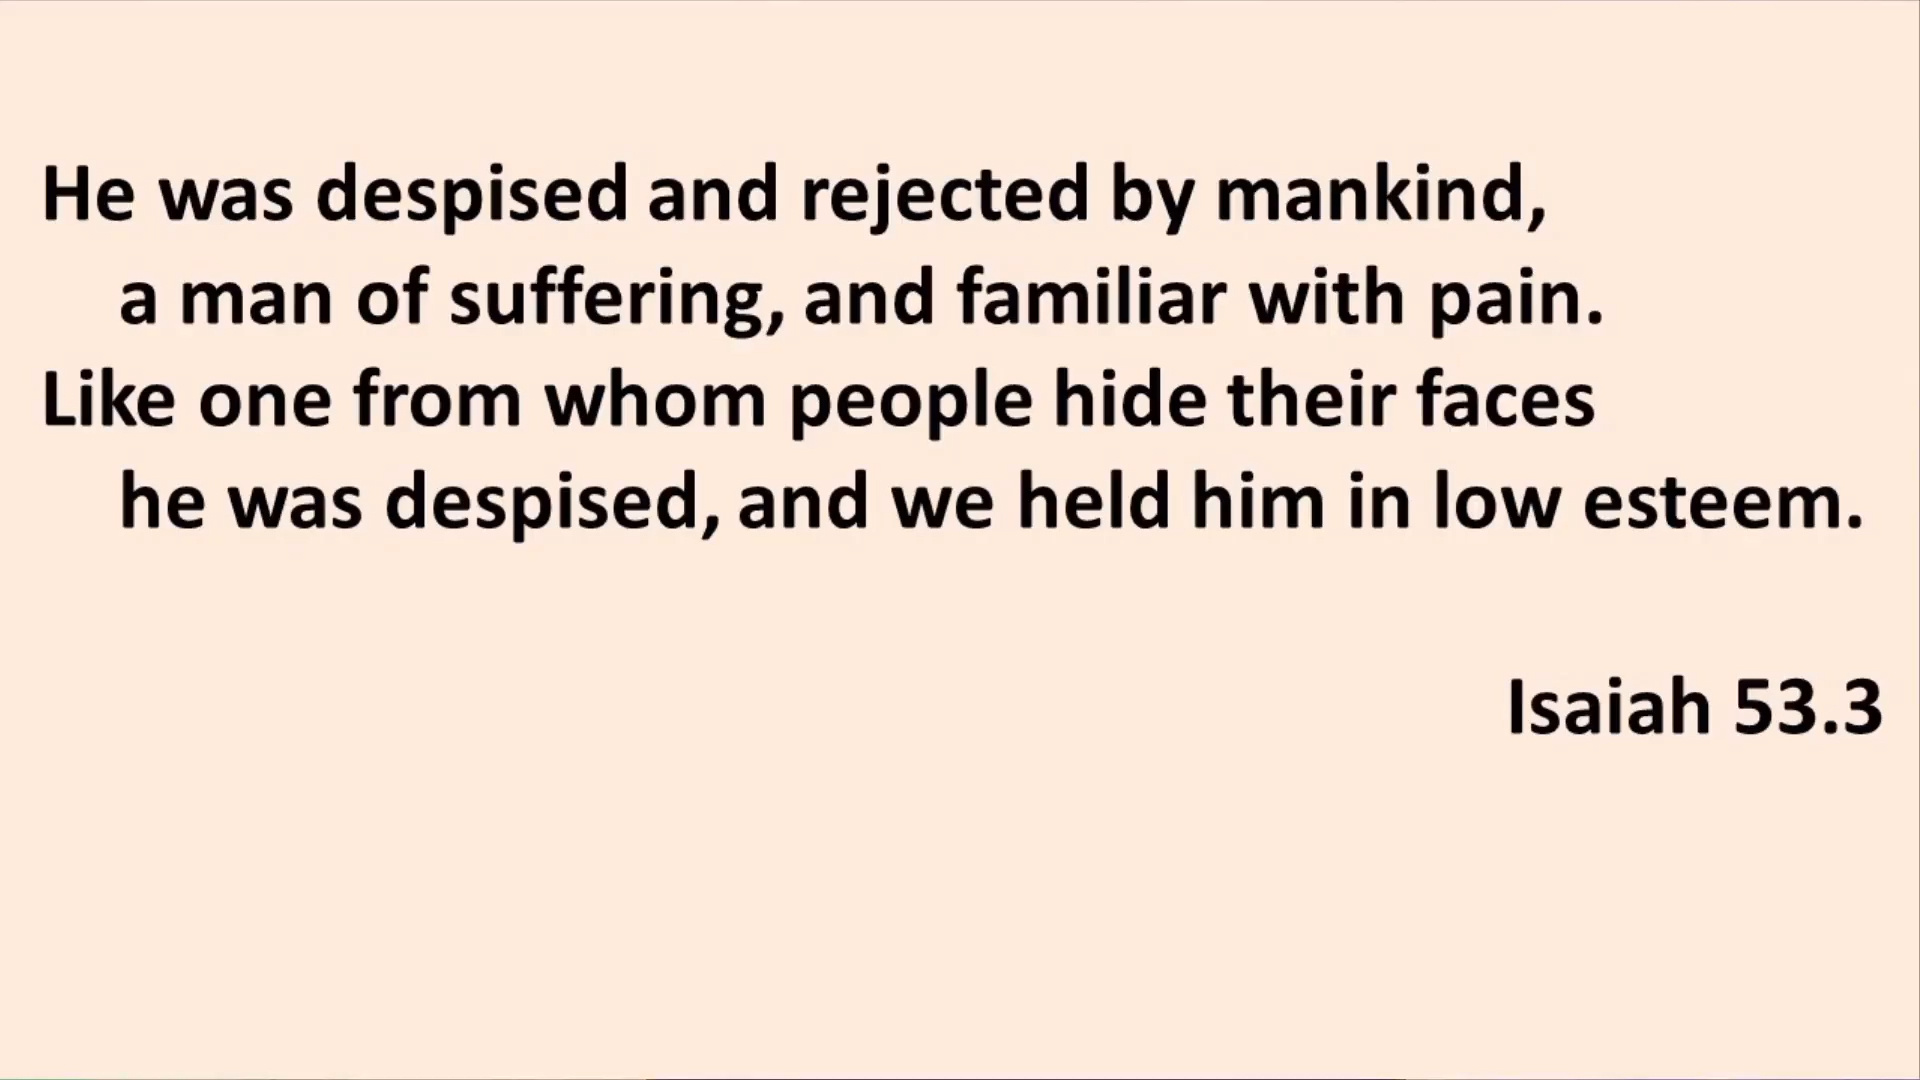 He was despised and rejected by mankind,
a man of suffering, and familiar with pain.
Like one from whom people hide their faces
he was despised, and we held him in low esteem.
Isaiah 53.3